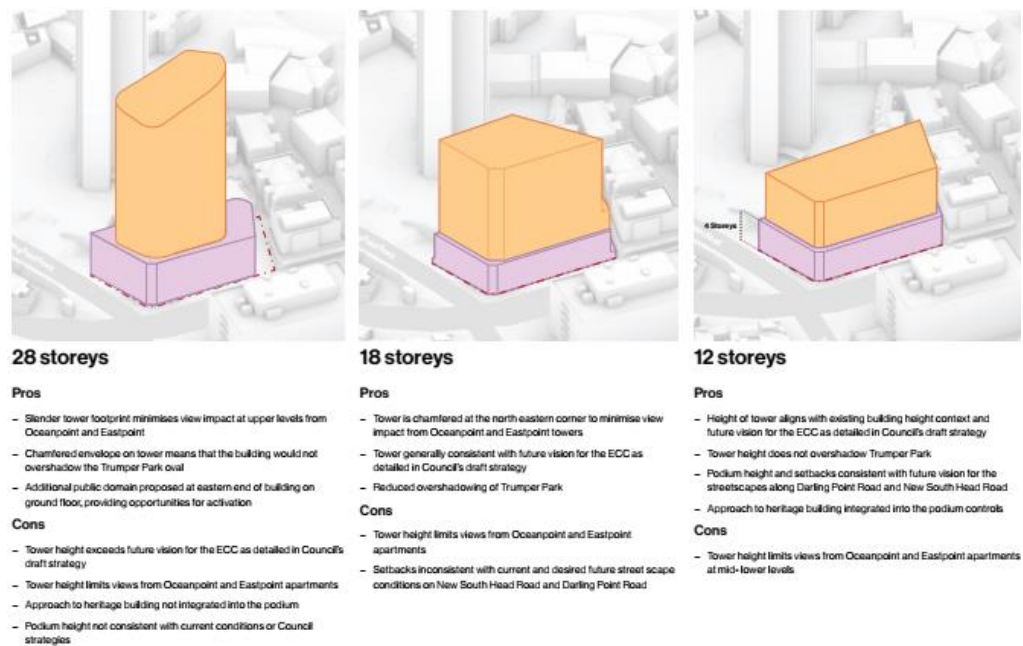 4 Storeys
28 storeys
Pros
– Slender tower footprint minimises view impact at upper levels from
Oceanpoint and Eastpoint
– Chamfered envelope on tower means that the building would not
overshadow the Trumper Park oval
– Additional public domain proposed at eastern end of building on
ground floor, providing opportunities for activation
Cons
– Tower height exceeds future vision for the ECC as detailed in Council's
draft strategy
– Tower height limits views from Oceanpoint and Eastpoint apartments
– Approach to heritage building not integrated into the podium
– Podium height not consistent with current conditions or Council
strategies
18 storeys
Pros
– Tower is chamfered at the north eastern corner to minimise view
impact from Oceanpoint and Eastpoint towers
– Tower generally consistent with future vision for the ECC as
detailed in Council's draft strategy
– Reduced overshadowing of Trumper Park
Cons
– Tower height limits views from Oceanpoint and Eastpoint
apartments
– Setbacks inconsistent with current and desired future street scape
conditions on New South Head Road and Darling Point Road
12 storeys
Pros
– Height of tower aligns with existing building height context and
future vision for the ECC as detailed in Council's draft strategy
– Tower height does not overshadow Trumper Park
– Podium height and setbacks consistent with future vision for the
streetscapes along Darling Point Road and New South Head Road
– Approach to heritage building integrated into the podium controls
Cons
– Tower height limits views from Oceanpoint and Eastpoint apartments
at mid-lower levels